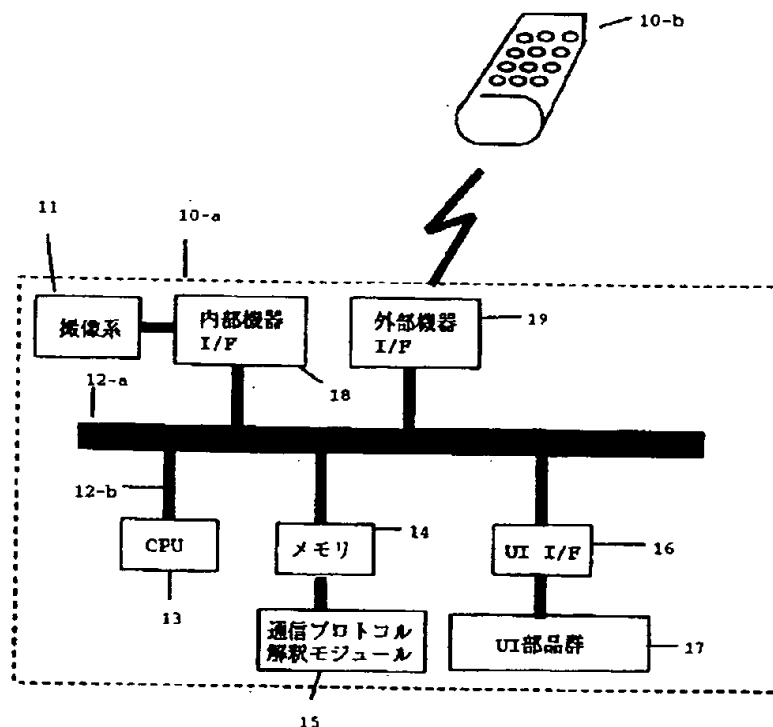 10-b
11
10-a
撮像系
内部機器
I/F
外部機器
I/F
19
18
12-a
12-b
CPU
13
メモリ
14
UI I/F
16
通信プロトコル
解釈モジュール
15
UI部品群
17